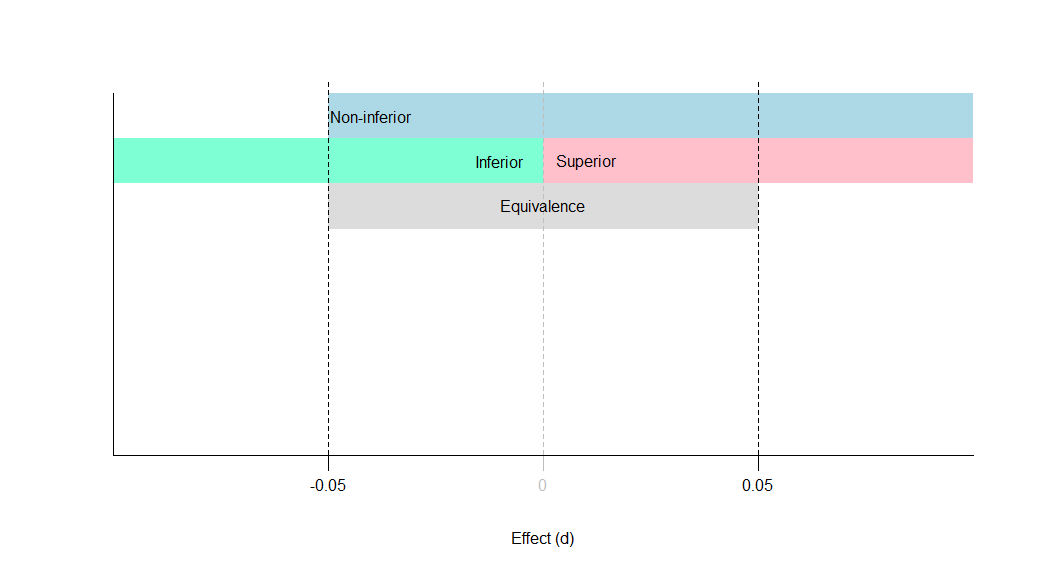 Non-inferior
Inferior
Superior
Equivalence
-0.05
0
0.05
Effect (d)